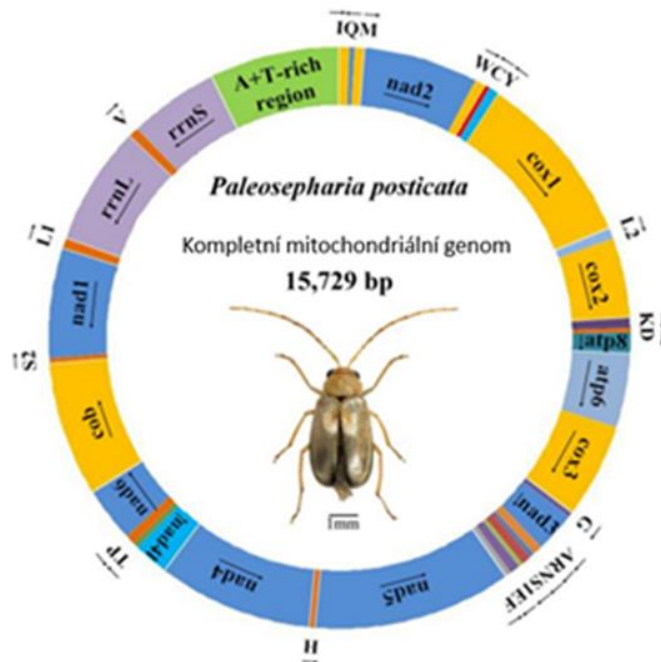 IQM
nad2
WCY
cox1
L2
cox2
KD
atp8
atp6
cox3
G
nad3
ARNS1EF
nad5
H
nad4
nad4l
TP
nad6
cob
S2
nad1
L1
rrnL
V
rrnS
A+T-rich
region
Paleosepharia posticata
Kompletní mitochondriální genom
15,729 bp
1mm